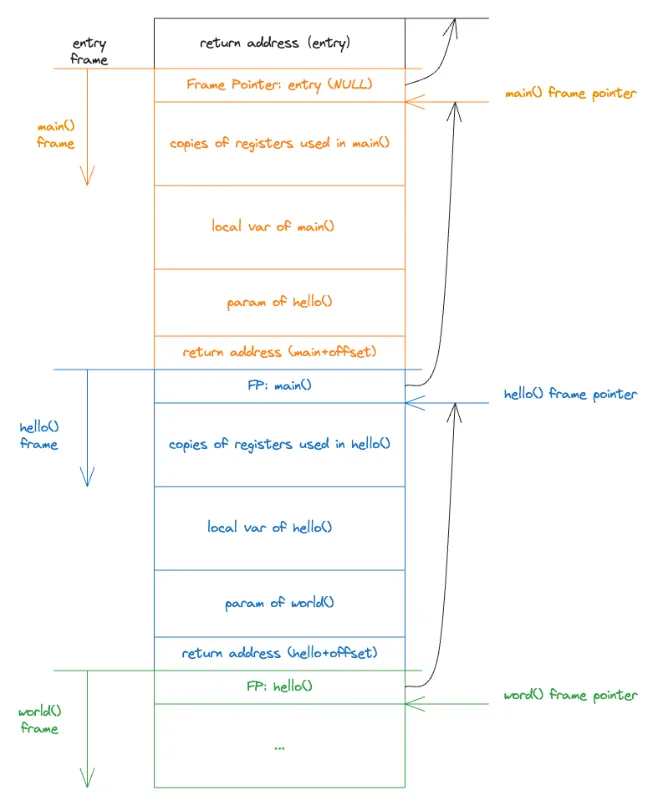 entry
frame
return address (entry)
Frame Pointer: entry (NULL)
main() frame pointer
main()
frame
copies of registers used in main()
local var of main()
param of hello()
return address (main+offset)
FP: main()
hello() frame pointer
hello()
frame
copies of registers used in hello()
local var of hello()
param of world()
return address (hello+offset)
FP: hello()
word() frame pointer
world()
frame
...